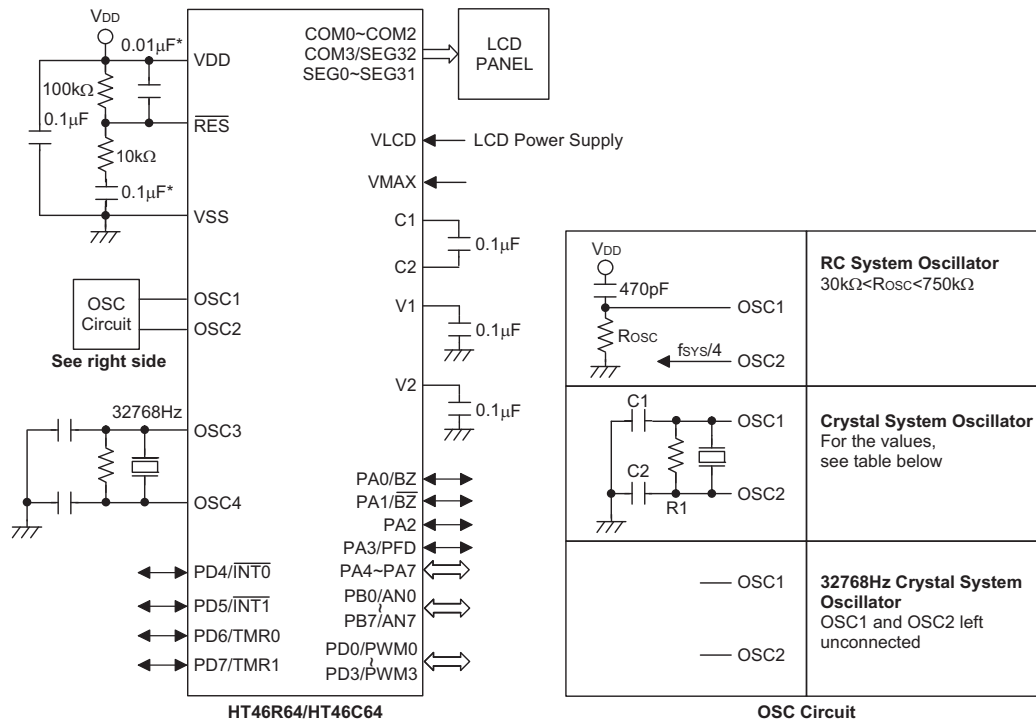 VDD
0.01µF*
VDD
100kΩ
0.1µF
RES
10kΩ
0.1µF*
VSS
OSC
Circuit
OSC1
OSC2
See right side
32768Hz
OSC3
OSC4
PD4/INT0
PD5/INT1
PD6/TMR0
PD7/TMR1
COM0~COM2
COM3/SEG32
SEG0~SEG31
LCD
PANEL
VLCD
LCD Power Supply
VMAX
C1
0.1µF
C2
V1
0.1µF
V2
0.1µF
PA0/BZ
PA1/BZ
PA2
PA3/PFD
PA4~PA7
PB0/AN0
~
PB7/AN7
PD0/PWM0
~
PD3/PWM3
HT46R64/HT46C64
VDD
470pF
OSC1
ROSC
fSYS/4
OSC2
RC System Oscillator
30kΩ<ROSC<750kΩ
C1
OSC1
C2
OSC2
R1
Crystal System Oscillator
For the values,
see table below
OSC1
OSC2
32768Hz Crystal System
Oscillator
OSC1 and OSC2 left
unconnected
OSC Circuit